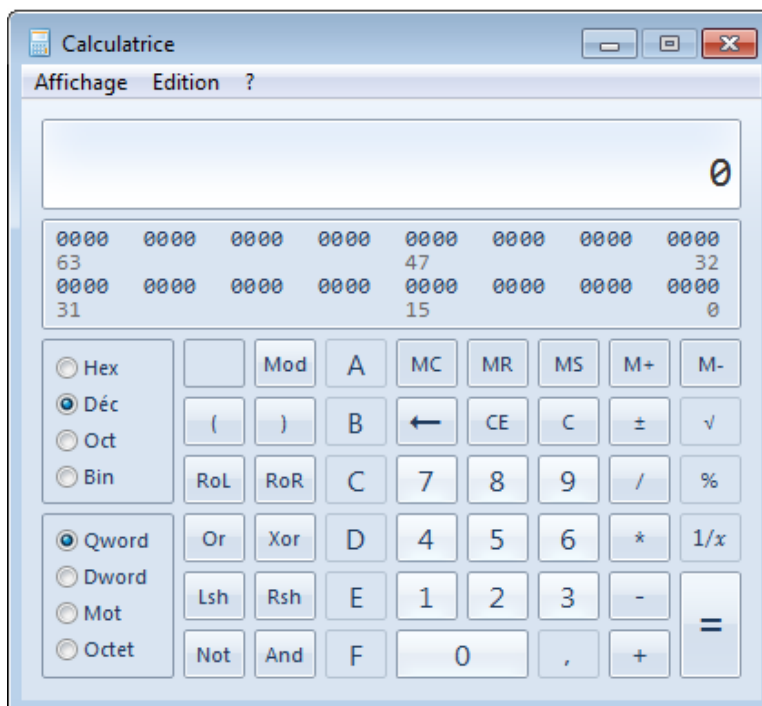 Calculatrice
Affichage Edition ?
0
0000 0000 0000 0000 0000 0000 0000 0000
63 47 32
0000 0000 0000 0000 0000 0000 0000 0000
31 15 0
Hex
Déc
Oct
Bin
Qword
Dword
Mot
Octet
Mod A MC MR MS M+ M-
( ) B ← CE C ± √
RoL RoR C 7 8 9 / %
Or Xor D 4 5 6 * 1/x
Lsh Rsh E 1 2 3 - =
Not And F 0 , +